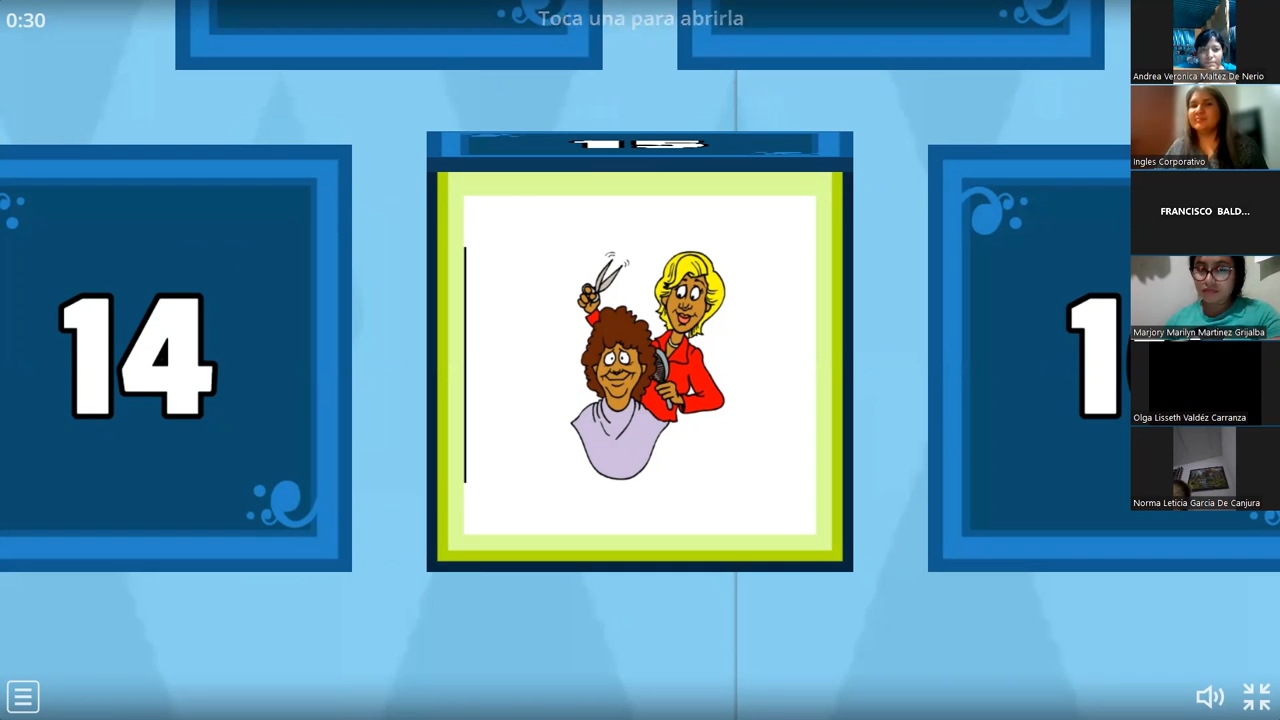 0:30
Toca una para abrirla
14
15
1
Andrea Veronica Maltez De Nerio
Ingles Corporativo
FRANCISCO BALD...
Marjory Marilyn Martinez Grijalba
Olga Lisseth Valdéz Carranza
Norma Leticia Garcia De Canjura